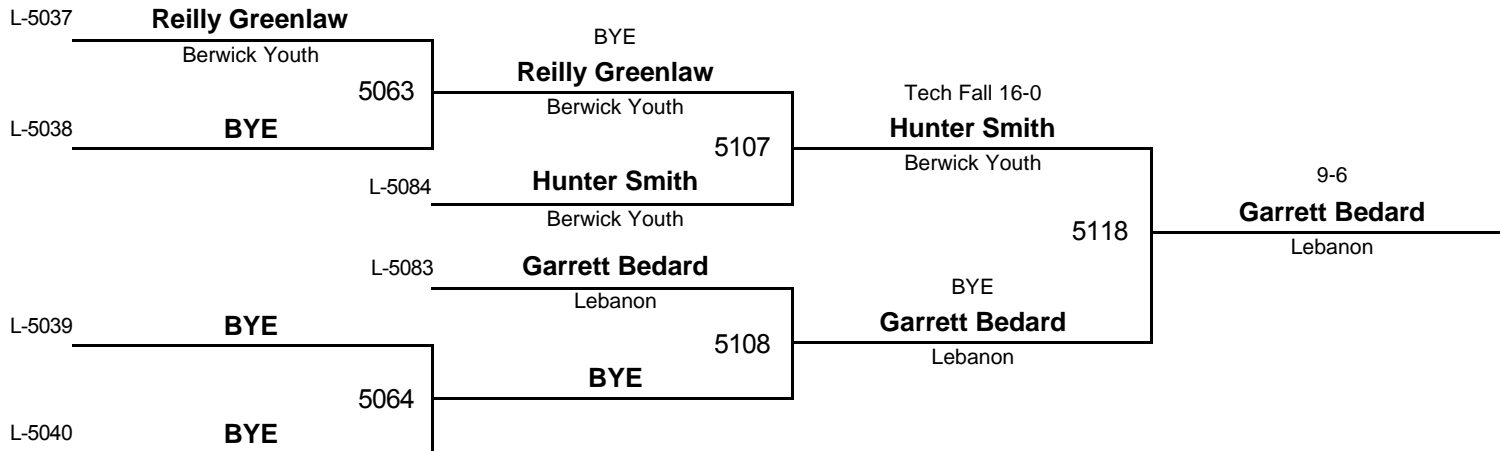 L-5037
Reilly Greenlaw
Berwick Youth
5063
L-5038
BYE
BYE
Reilly Greenlaw
Berwick Youth
5107
L-5084
Hunter Smith
Berwick Youth
Tech Fall 16-0
Hunter Smith
Berwick Youth
5118
9-6
Garrett Bedard
Lebanon
L-5083
Garrett Bedard
Lebanon
5108
BYE
Garrett Bedard
Lebanon
L-5039
BYE
5064
BYE
L-5040
BYE